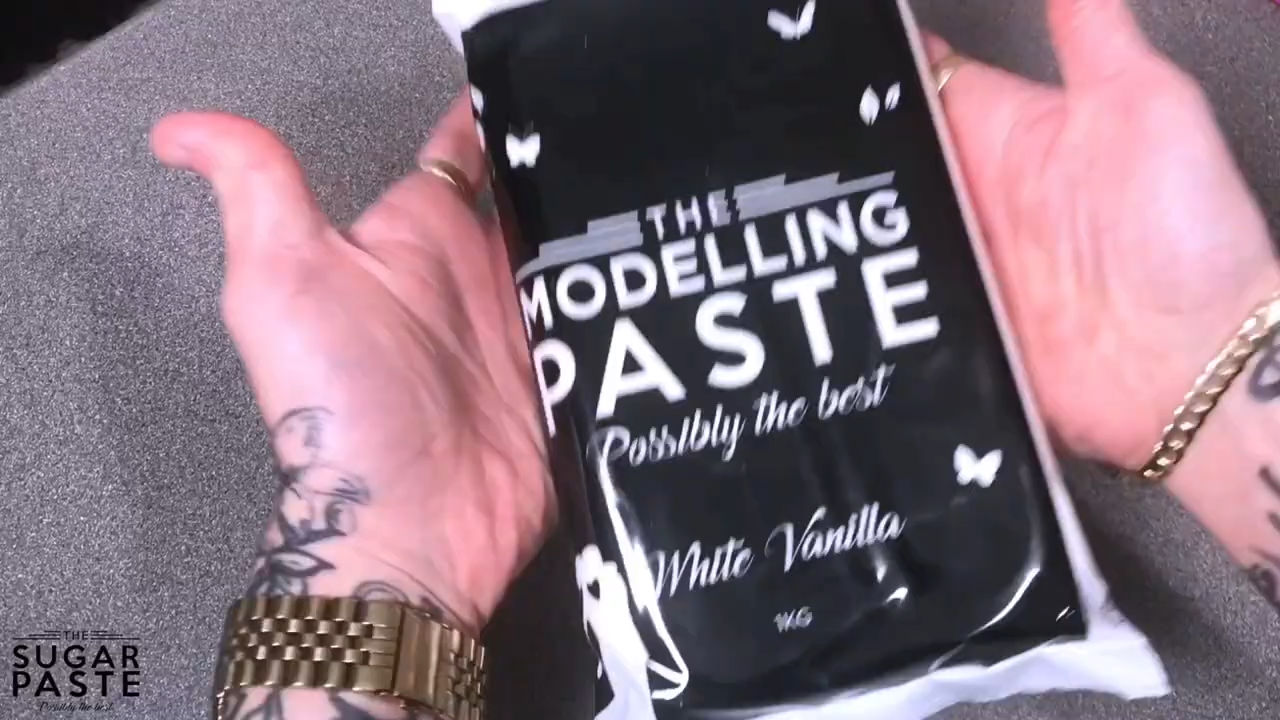 THE
MODELLING
PASTE
Possibly the best
White Vanilla
1KG
THE
SUGAR
PASTE
Possibly the best